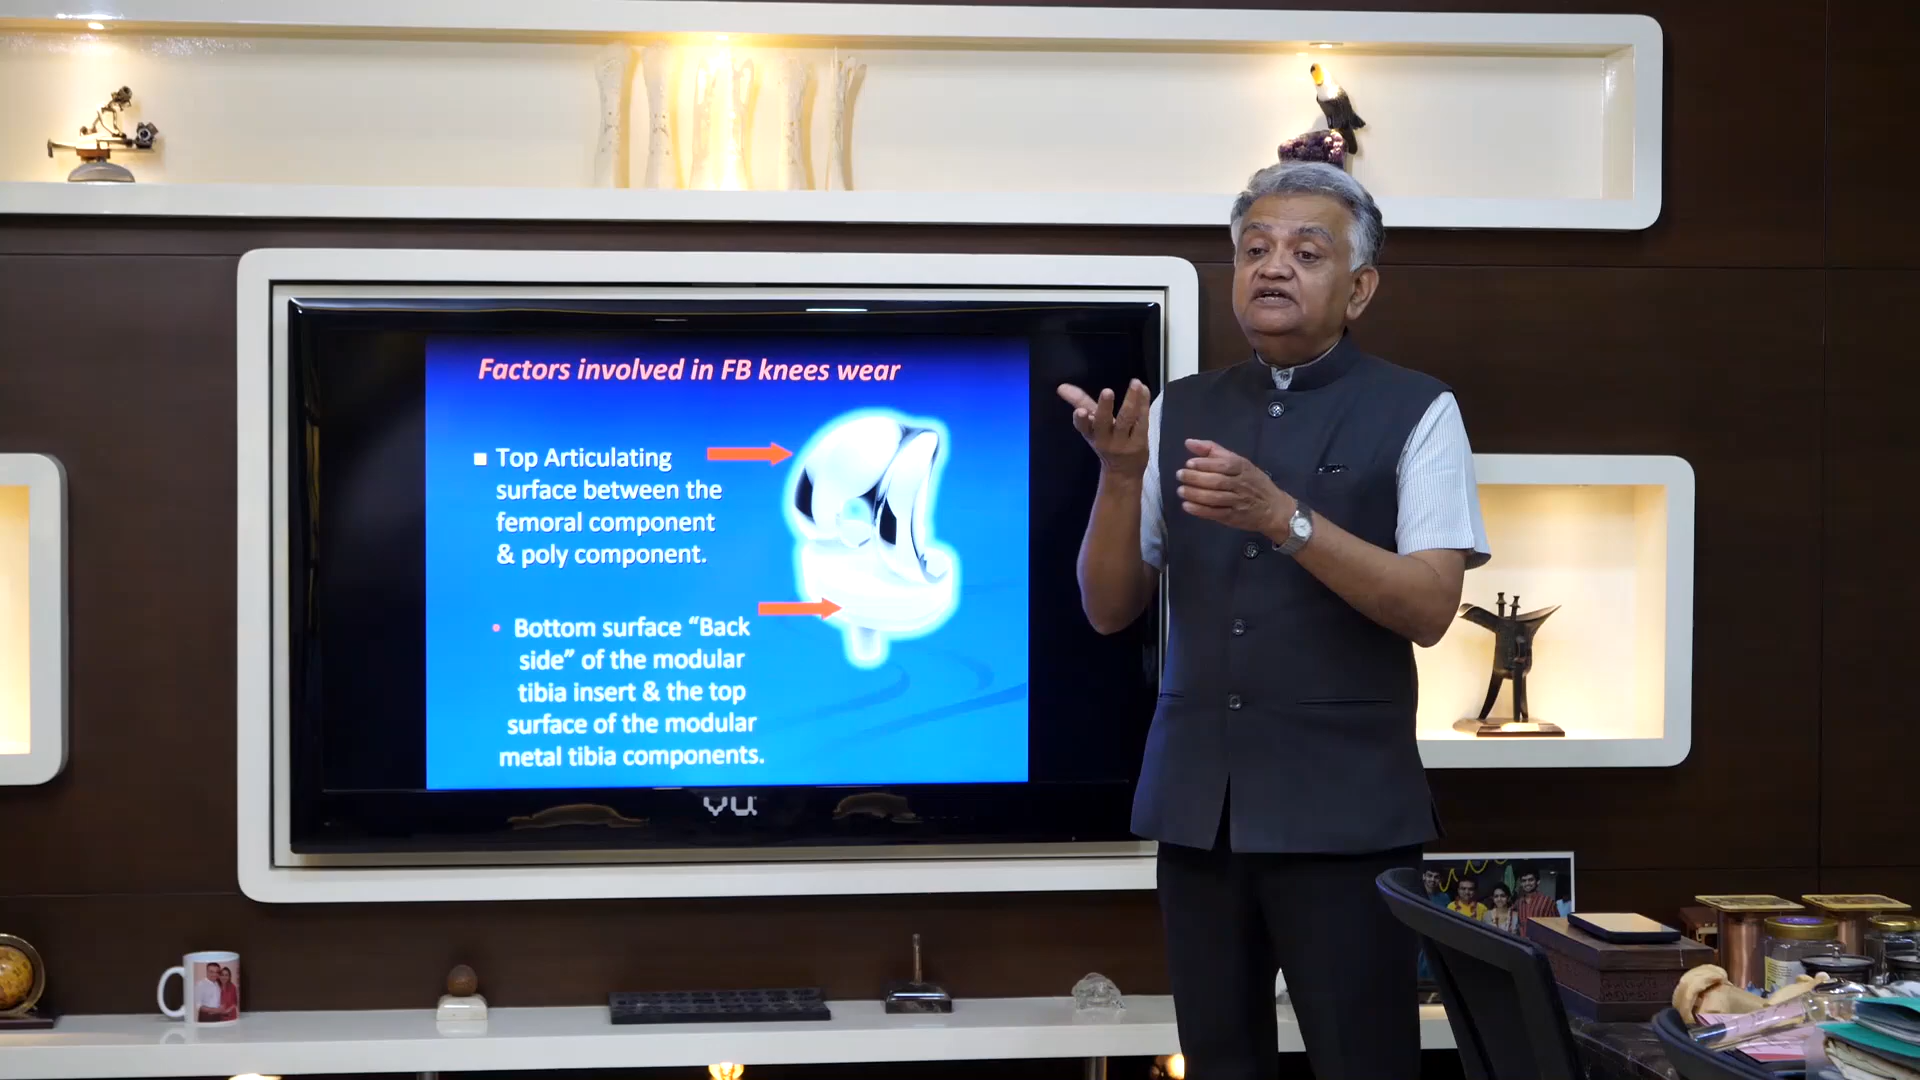 Factors involved in FB knees wear
Top Articulating
surface between the
femoral component
& poly component.
• Bottom surface “Back
side” of the modular
tibia insert & the top
surface of the modular
metal tibia components.
VU